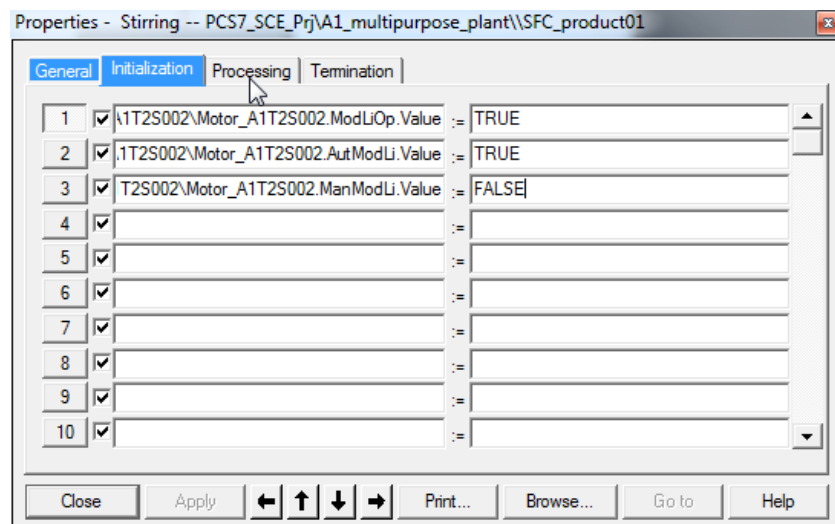 Properties -  Stirring -- PCS7_SCE_Prj\A1_multipurpose_plant\\SFC_product01
General Initialization Processing Termination
1 \1T2S002\Motor_A1T2S002.ModLiOp.Value := TRUE
2 .1T2S002\Motor_A1T2S002.AutModLi.Value := TRUE
3 T2S002\Motor_A1T2S002.ManModLi.Value := FALSE
4 :=
5 :=
6 :=
7 :=
8 :=
9 :=
10 :=
Close Apply Print... Browse... Go to Help